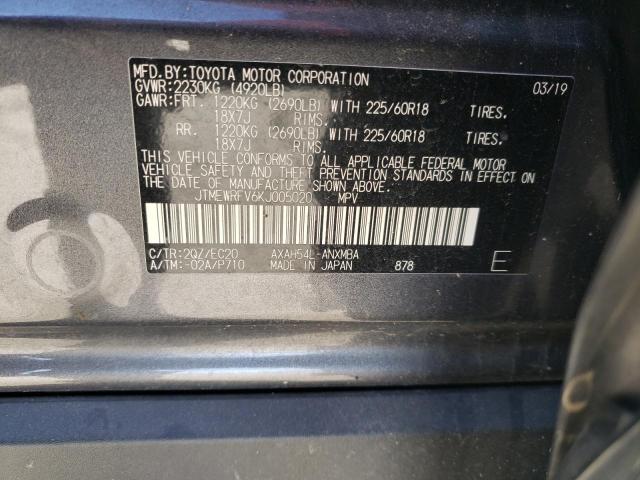 MFD.BY:TOYOTA MOTOR CORPORATION 03/19
GVWR:2230KG (4920LB)
GAWR:FRT. 1220KG (2690LB) WITH 225/60R18 TIRES.
18X7J RIMS.
RR. 1220KG (2690LB) WITH 225/60R18 TIRES.
18X7J RIMS.
THIS VEHICLE CONFORMS TO ALL APPLICABLE FEDERAL MOTOR
VEHICLE SAFETY AND THEFT PREVENTION STANDARDS IN EFFECT ON
THE DATE OF MANUFACTURE SHOWN ABOVE.
JTMEWRFV6KJ005020 MPV
C/TR:2QZ/EC20 AXAH54L-ANXMBA
A/TM:-02A/P710 MADE IN JAPAN 878 E